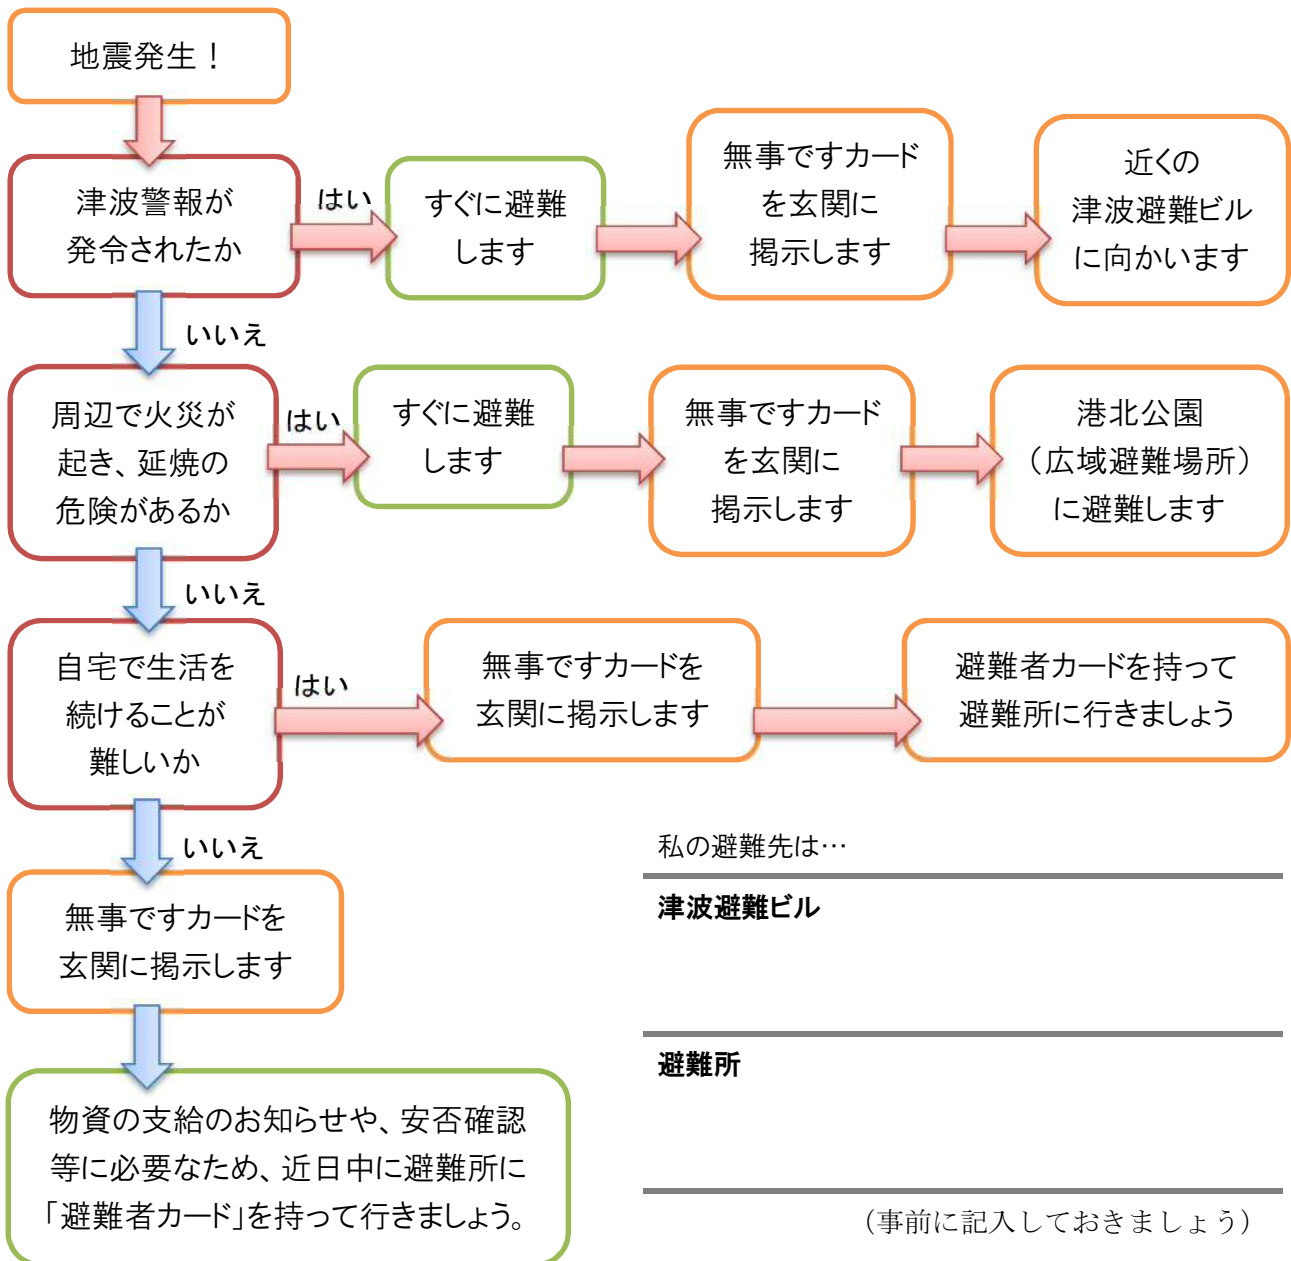 地震発生！
津波警報が
発令されたか
はい
すぐに避難
します
無事ですカード
を玄関に
掲示します
近くの
津波避難ビル
に向かいます
いいえ
周辺で火災が
起き、延焼の
危険があるか
はい
すぐに避難
します
無事ですカード
を玄関に
掲示します
港北公園
（広域避難場所）
に避難します
いいえ
自宅で生活を
続けることが
難しいか
はい
無事ですカードを
玄関に掲示します
避難者カードを持って
避難所に行きましょう
いいえ
無事ですカードを
玄関に掲示します
物資の支給のお知らせや、安否確認
等に必要なため、近日中に避難所に
「避難者カード」を持って行きましょう。
私の避難先は…
津波避難ビル
避難所
（事前に記入しておきましょう）